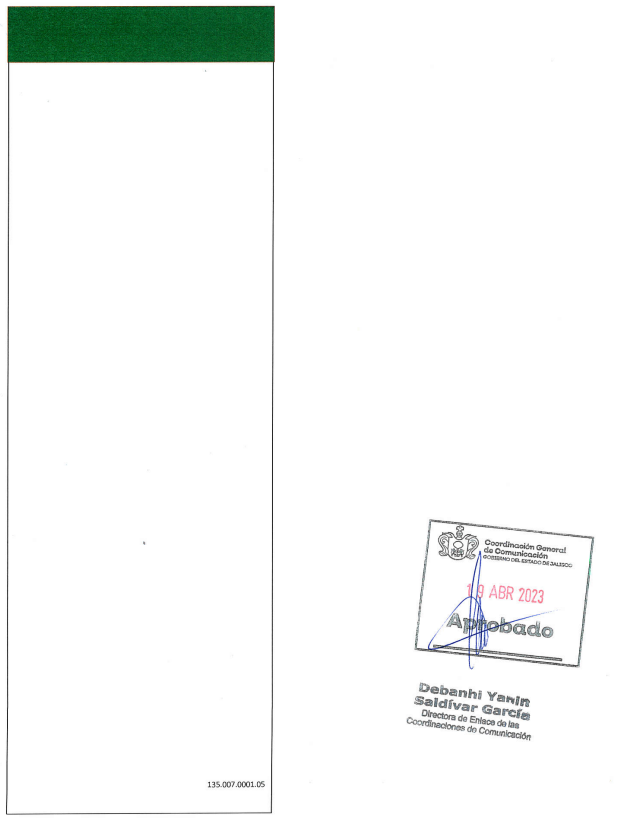 Coordinación General
de Comunicación
GOBIERNO DEL ESTADO DE JALISCO
19 ABR 2023
Aprobado
Debanhi Yanin
Saldívar García
Directora de Enlace de las
Coordinaciones de Comunicación
135.007.0001.05